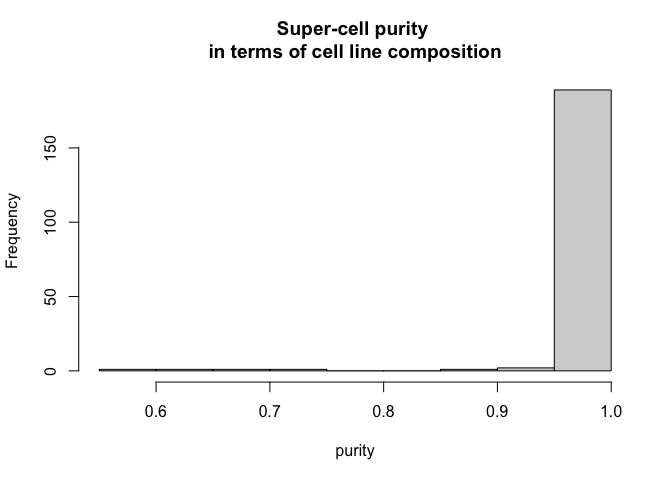 Super-cell purity
in terms of cell line composition
Frequency
150
100
50
0
0.6 0.7 0.8 0.9 1.0
purity